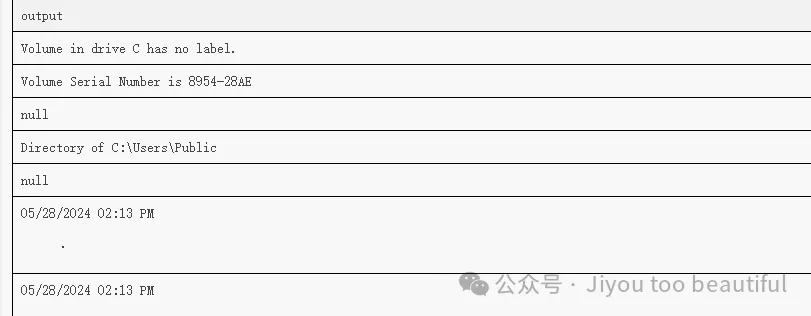 output
Volume in drive C has no label.
Volume Serial Number is 8954-28AE
null
Directory of C:\Users\Public
null
05/28/2024 02:13 PM
.
05/28/2024 02:13 PM
公众号 · Jiyou too beautiful